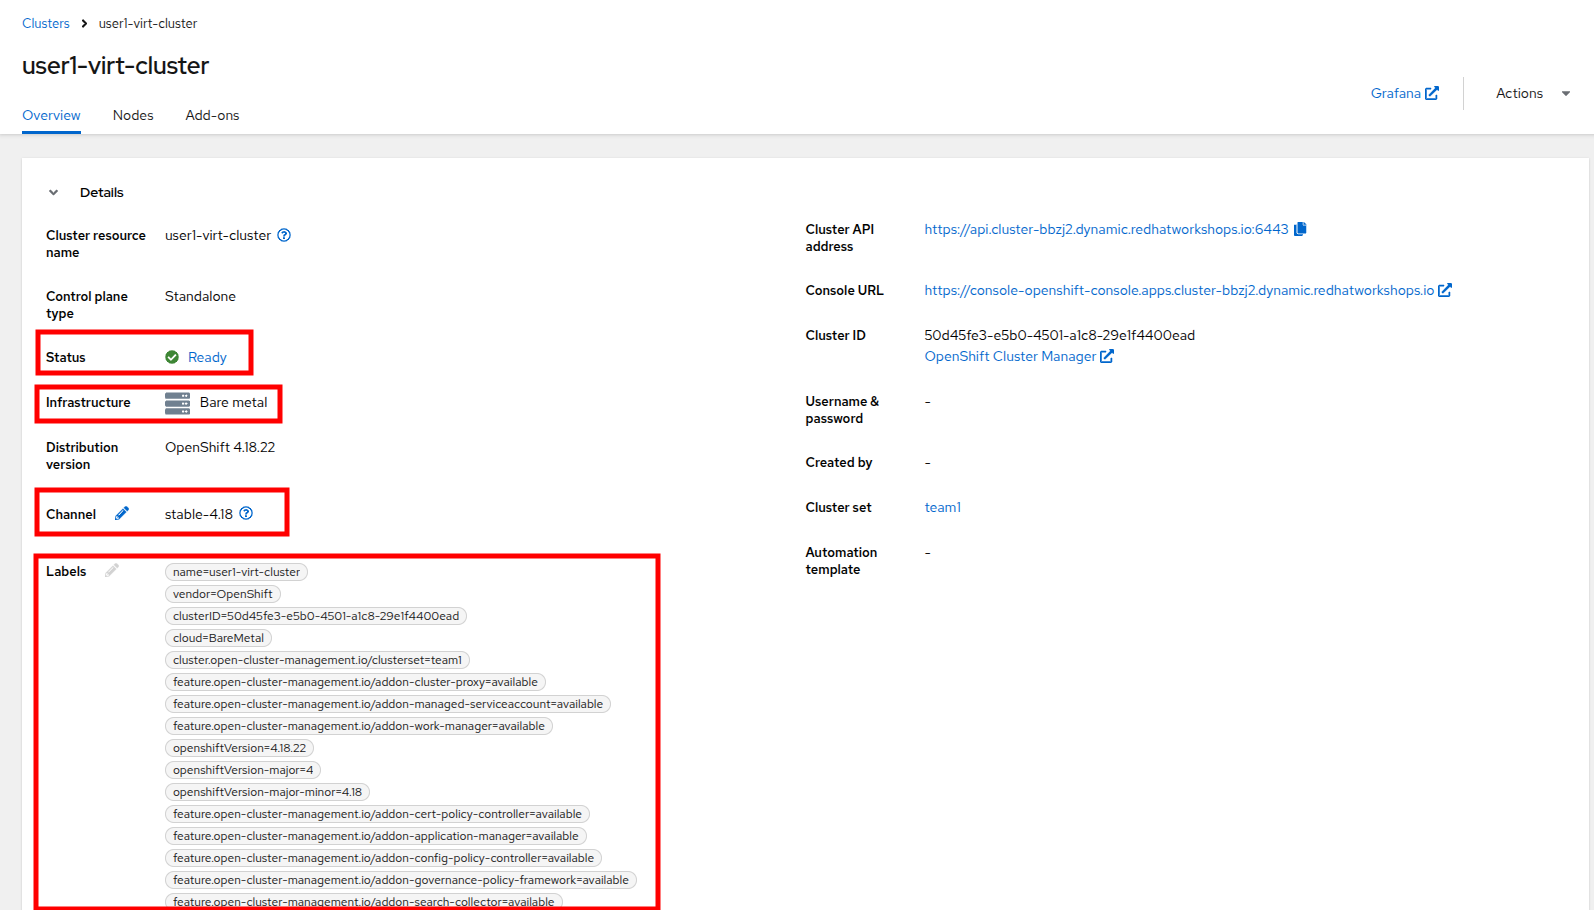 Clusters > user1-virt-cluster
user1-virt-cluster
Grafana
Actions
Overview Nodes Add-ons
Details
Cluster resource name user1-virt-cluster
Control plane type Standalone
Status Ready
Infrastructure Bare metal
Distribution version OpenShift 4.18.22
Channel stable-4.18
Labels
name=user1-virt-cluster
vendor=OpenShift
clusterID=50d45fe3-e5b0-4501-a1c8-29e1f4400ead
cloud=BareMetal
cluster.open-cluster-management.io/clusterset=team1
feature.open-cluster-management.io/addon-cluster-proxy=available
feature.open-cluster-management.io/addon-managed-serviceaccount=available
feature.open-cluster-management.io/addon-work-manager=available
openshiftVersion=4.18.22
openshiftVersion-major=4
openshiftVersion-major-minor=4.18
feature.open-cluster-management.io/addon-cert-policy-controller=available
feature.open-cluster-management.io/addon-application-manager=available
feature.open-cluster-management.io/addon-config-policy-controller=available
feature.open-cluster-management.io/addon-governance-policy-framework=available
feature.open-cluster-management.io/addon-search-collector=available
Cluster API address https://api.cluster-bbzj2.dynamic.redhatworkshops.io:6443
Console URL https://console-openshift-console.apps.cluster-bbzj2.dynamic.redhatworkshops.io
Cluster ID 50d45fe3-e5b0-4501-a1c8-29e1f4400ead
OpenShift Cluster Manager
Username & password -
Created by -
Cluster set team1
Automation template -